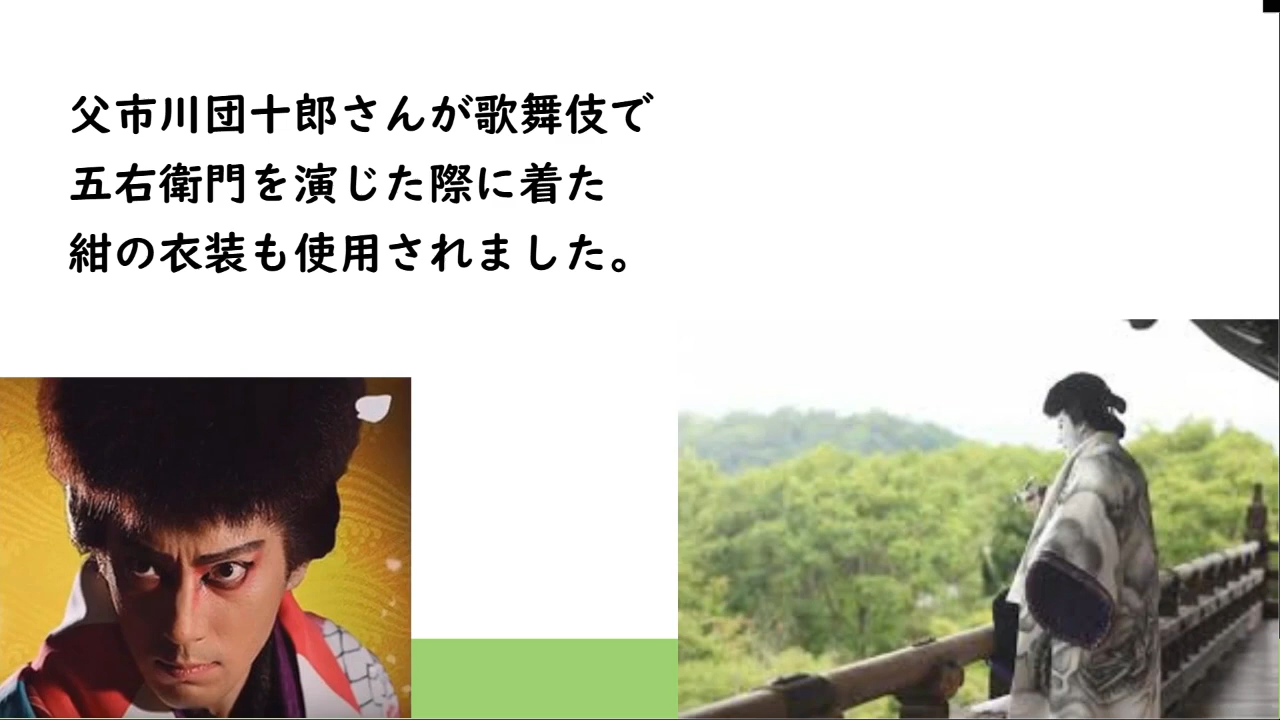 父市川団十郎さんが歌舞伎で
五右衛門を演じた際に着た
紺の衣装も使用されました。